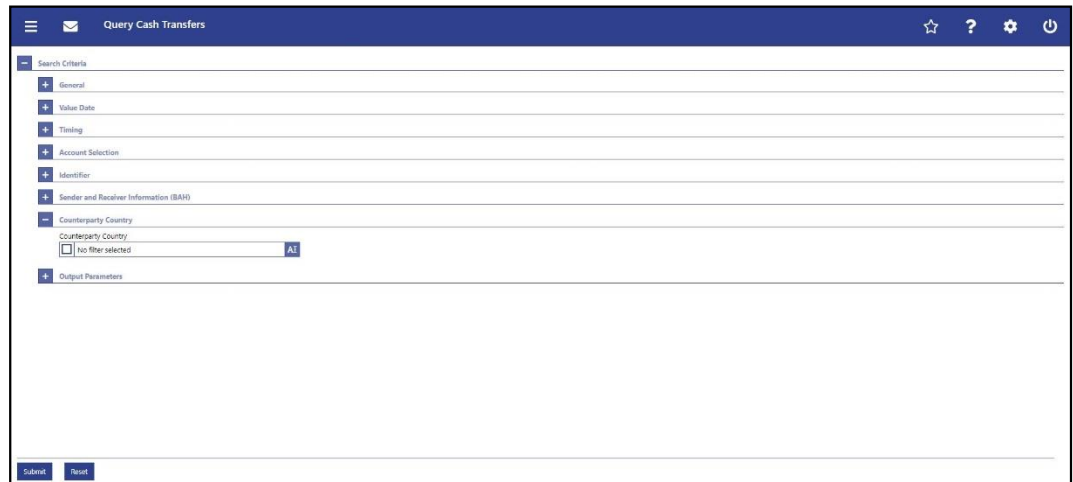 Query Cash Transfers
?
Search Criteria
General
Value Date
Timing
Account Selection
Identifier
Sender and Receiver Information (BAH)
Counterparty Country
Counterparty Country
No filter selected AI
Output Parameters
Submit Reset